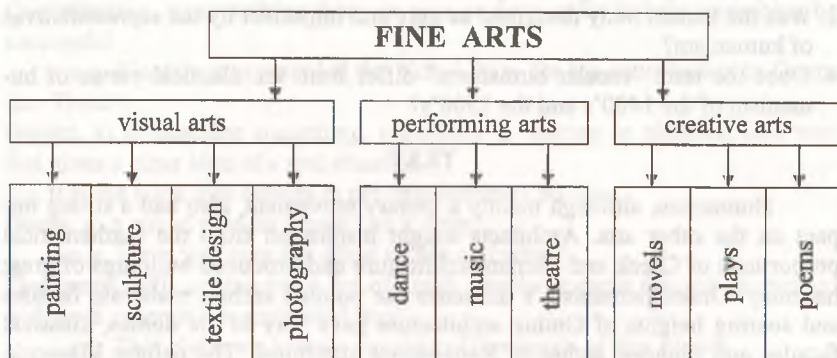 FINE ARTS
visual arts
performing arts
creative arts
painting
sculpture
textile design
photography
dance
music
theatre
novels
plays
poems